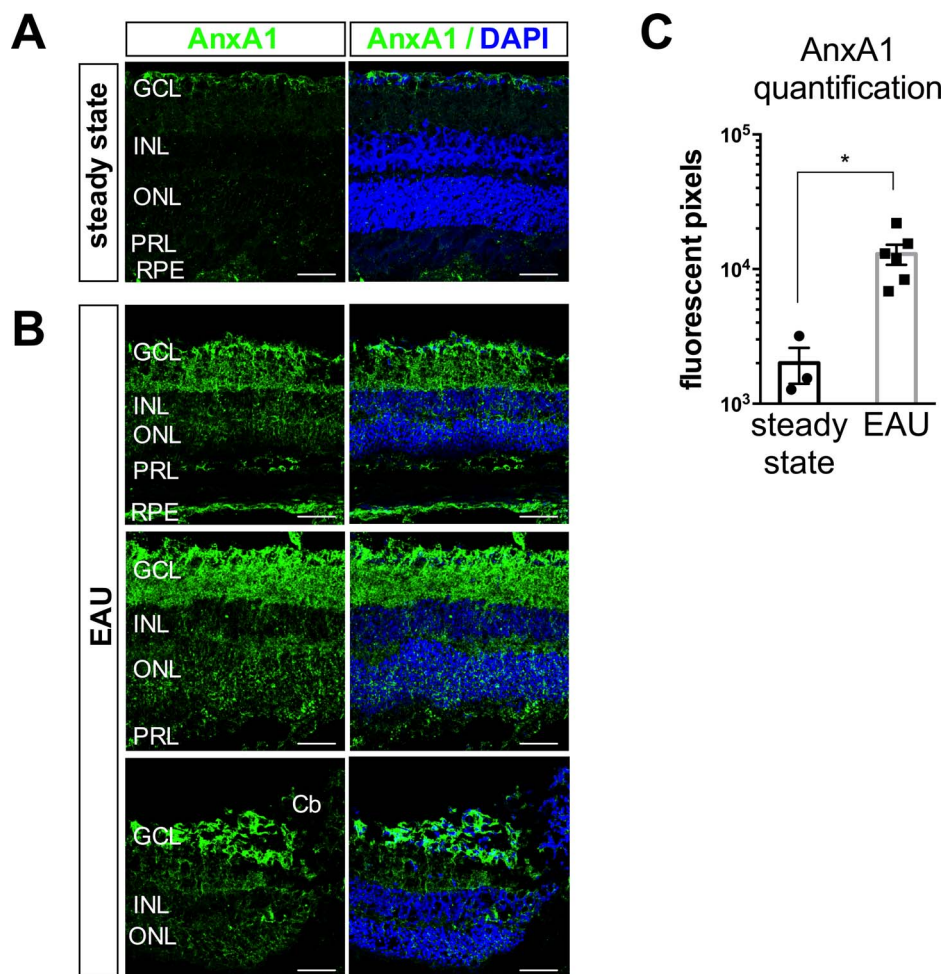 A
AnxA1
AnxA1 / DAPI
steady state
GCL
INL
ONL
PRL
RPE
B
EAU
GCL
INL
ONL
PRL
RPE
GCL
INL
ONL
PRL
Cb
GCL
INL
ONL
C
AnxA1
quantification
fluorescent pixels
10⁵
10⁴
10³
*
steady
state
EAU